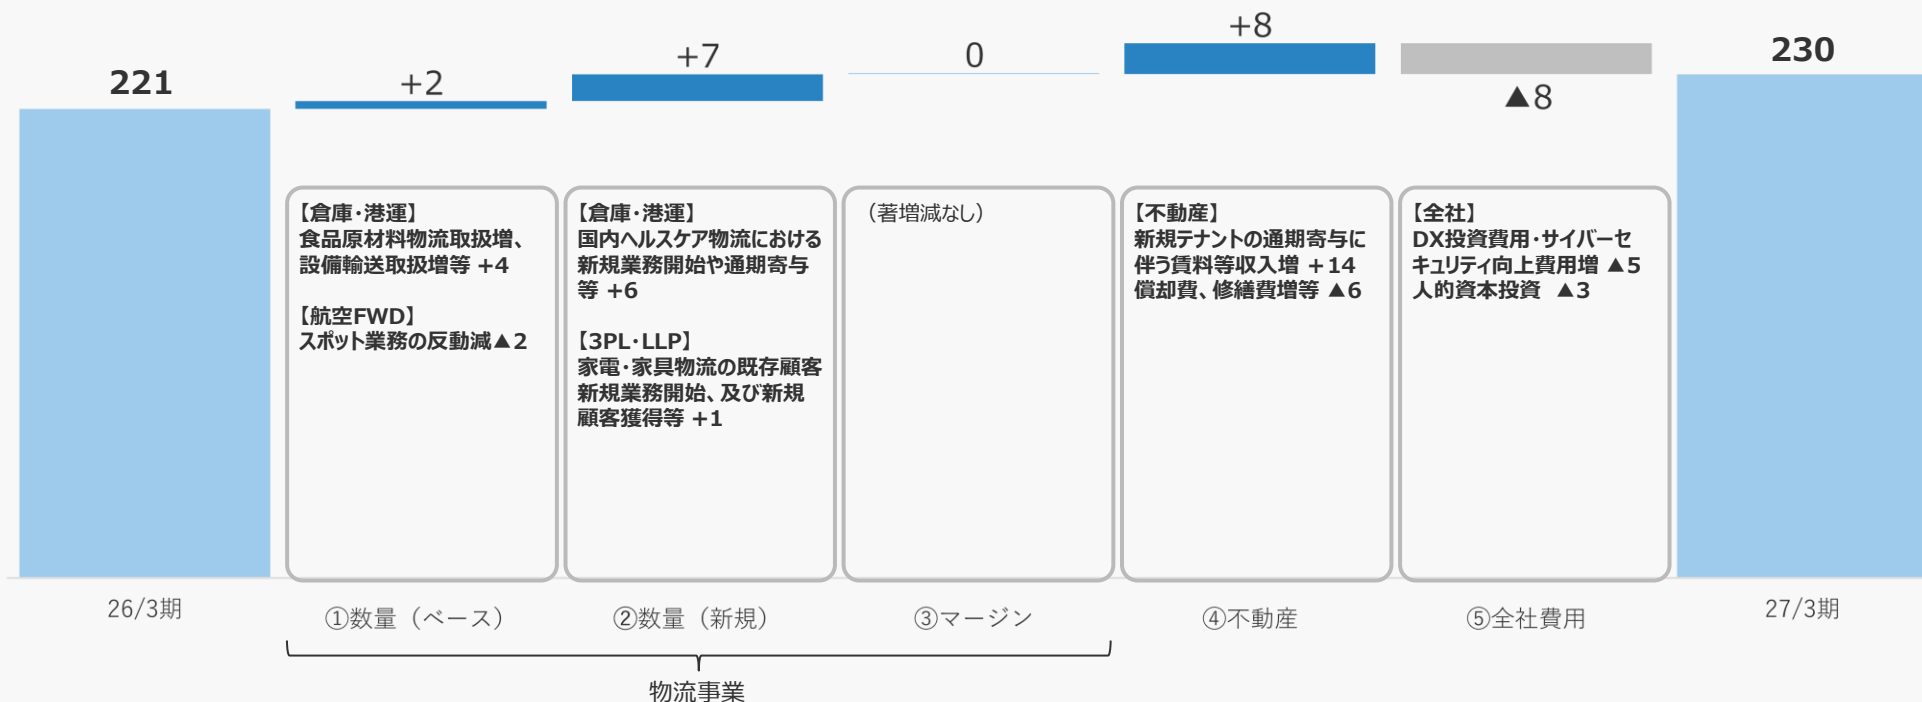 221
+2
+7
0
+8
▲8
230
【倉庫・港運】
食品原材料物流取扱増、
設備輸送取扱増等 +4
【航空FWD】
スポット業務の反動減▲2
【倉庫・港運】
国内ヘルスケア物流における
新規業務開始や通期寄与
等 +6
【3PL・LLP】
家電・家具物流の既存顧客
新規業務開始、及び新規
顧客獲得等 +1
（著増減なし）
【不動産】
新規テナントの通期寄与に
伴う賃料等収入増 +14
償却費、修繕費増等 ▲6
【全社】
DX投資費用・サイバーセ
キュリティ向上費用増 ▲5
人的資本投資 ▲3
26/3期
①数量（ベース）
②数量（新規）
③マージン
④不動産
⑤全社費用
27/3期
物流事業